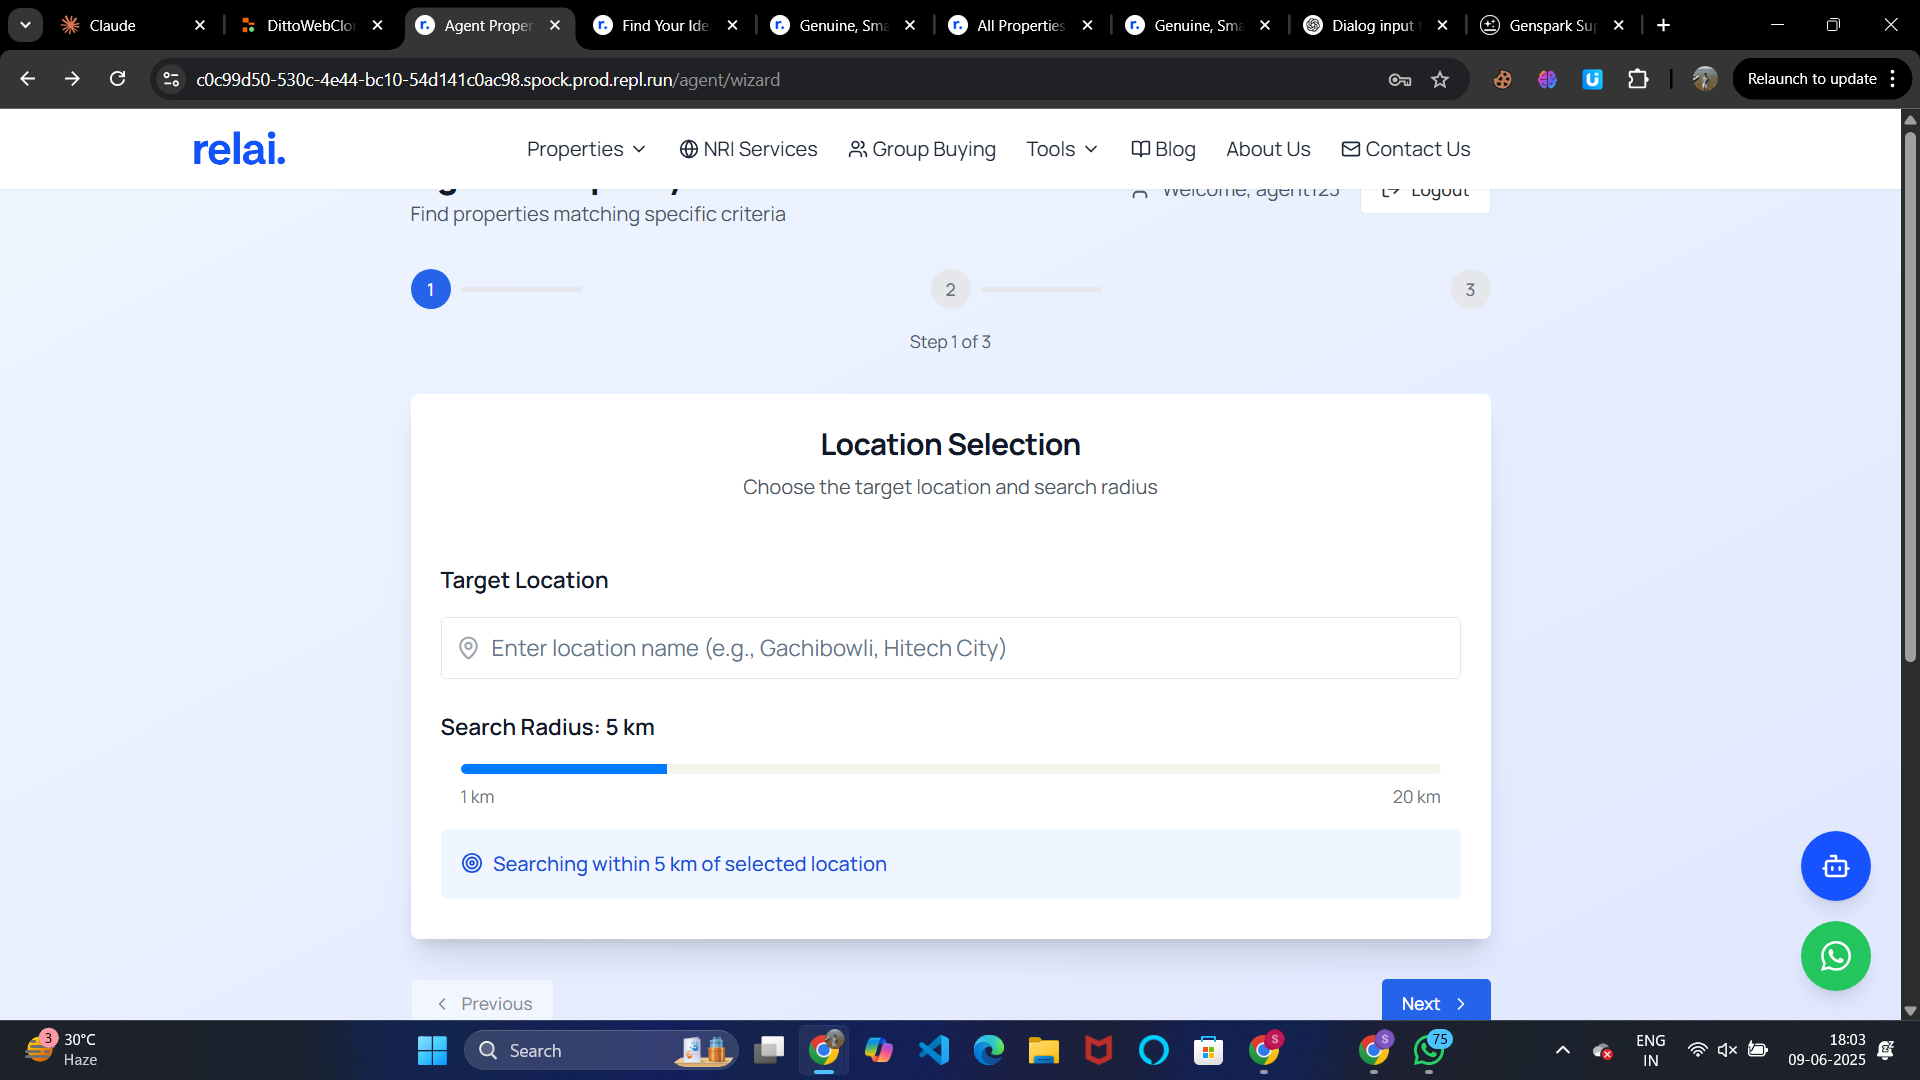 Claude
DittoWebClon
Agent Proper
Find Your Ide
Genuine, Sma
All Properties
Genuine, Sma
Dialog input f
Genspark Sup
c0c99d50-530c-4e44-bc10-54d141c0ac98.spock.prod.repl.run/agent/wizard
Relaunch to update
relai.
Properties
NRI Services
Group Buying
Tools
Blog
About Us
Contact Us
Welcome, agent123
Logout
Find properties matching specific criteria
1
2
3
Step 1 of 3
Location Selection
Choose the target location and search radius
Target Location
Enter location name (e.g., Gachibowli, Hitech City)
Search Radius: 5 km
1 km
20 km
Searching within 5 km of selected location
Previous
Next
3
30°C
Haze
Search
S
S
75
ENG
IN
18:03
09-06-2025